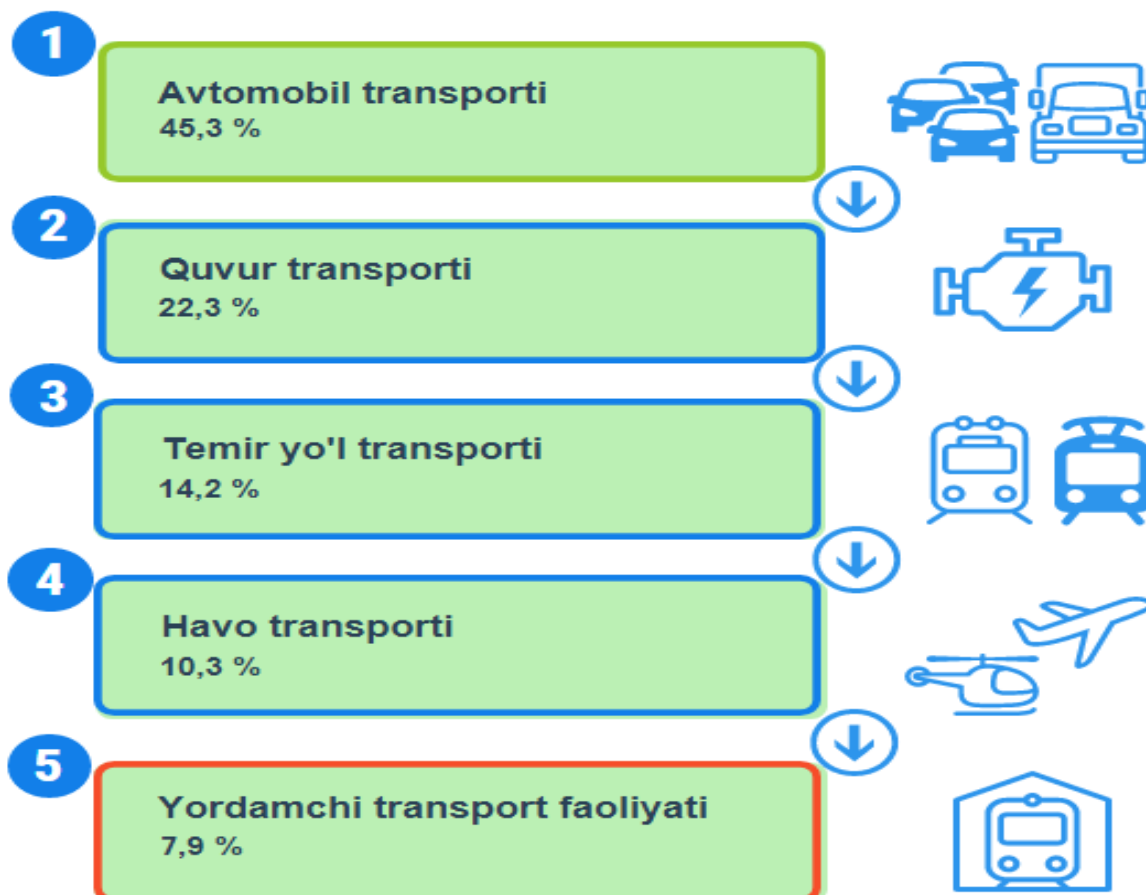 1
Avtomobil transporti
45,3 %
2
Quvur transporti
22,3 %
3
Temir yo'l transporti
14,2 %
4
Havo transporti
10,3 %
5
Yordamchi transport faoliyati
7,9 %